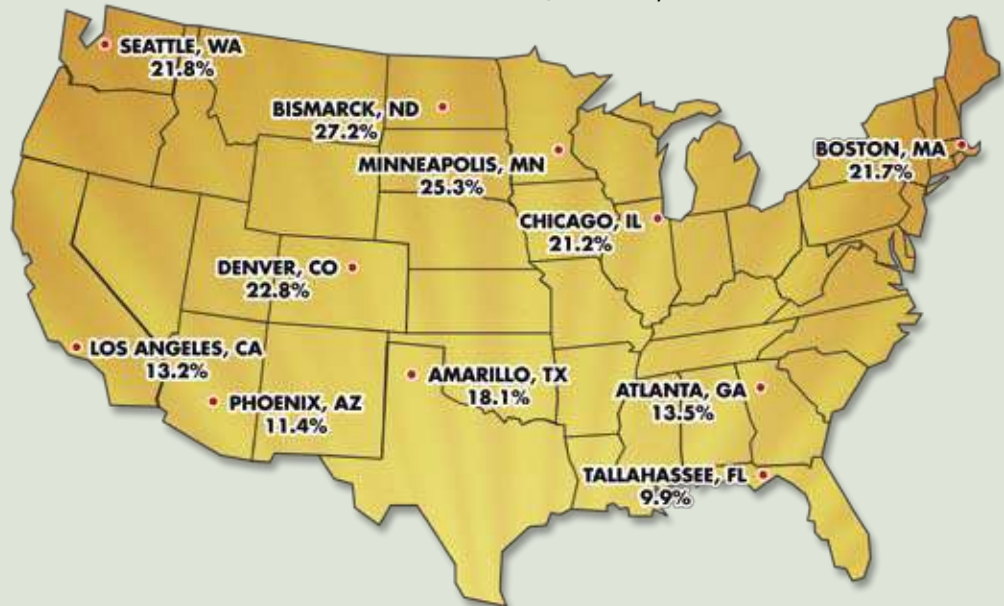 SEATTLE, WA
21.8%
BISMARCK, ND
27.2%
MINNEAPOLIS, MN
25.3%
BOSTON, MA
21.7%
CHICAGO, IL
21.2%
DENVER, CO
22.8%
LOS ANGELES, CA
13.2%
PHOENIX, AZ
11.4%
AMARILLO, TX
18.1%
ATLANTA, GA
13.5%
TALLAHASSEE, FL
9.9%